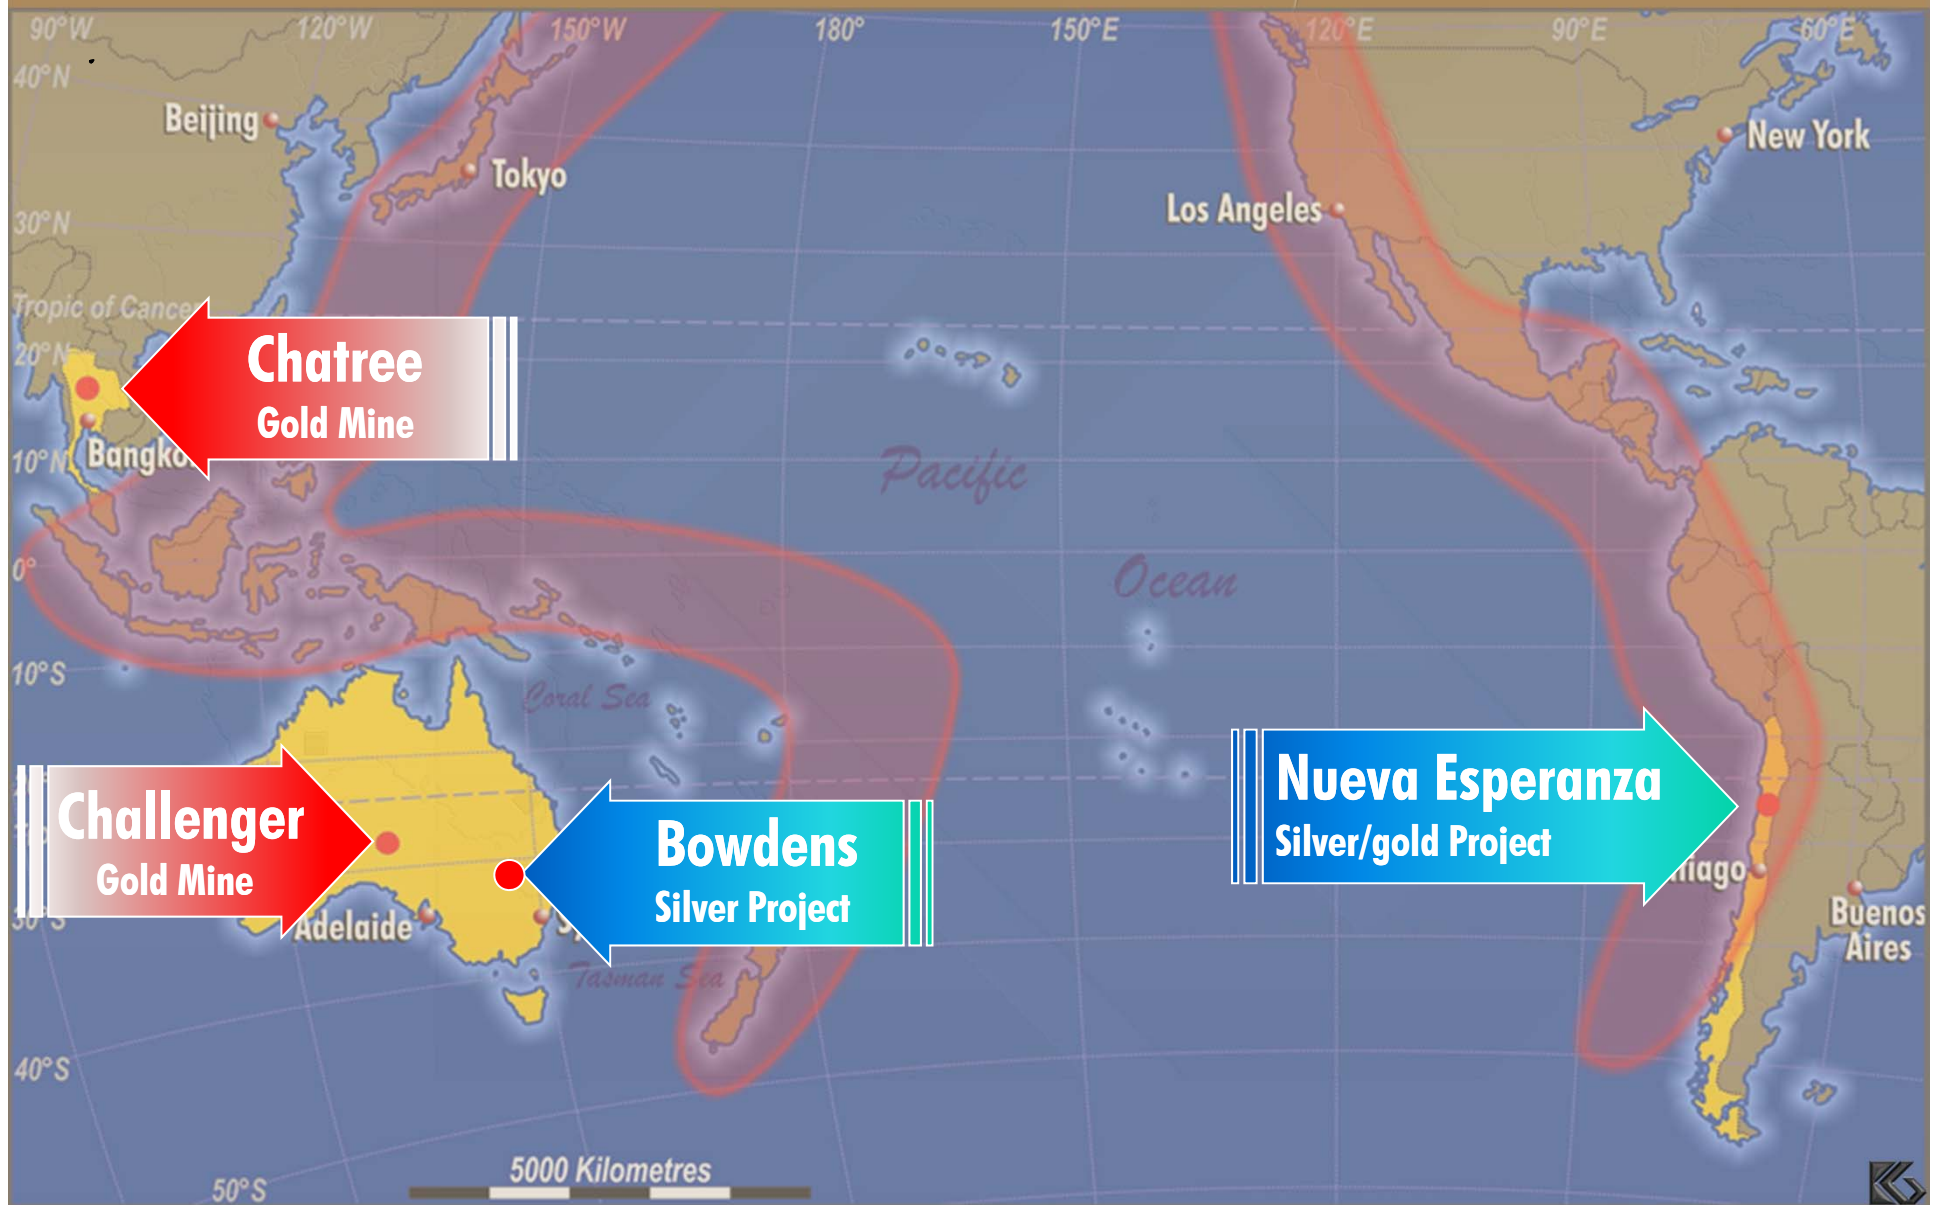 90°W 120°W 150°W 180° 150°E 120°E 90°E 60°E
40°N
Beijing
New York
Tokyo
Los Angeles
30°N
Tropic of Cancer
20°N
Chatree
Gold Mine
10°N
Pacific
Ocean
0°
10°S
Coral Sea
Nueva Esperanza
Silver/gold Project
Challenger
Gold Mine
Bowdens
Silver Project
30°S
Adelaide
Buenos
Aires
Tasman Sea
40°S
5000 Kilometres
50°S